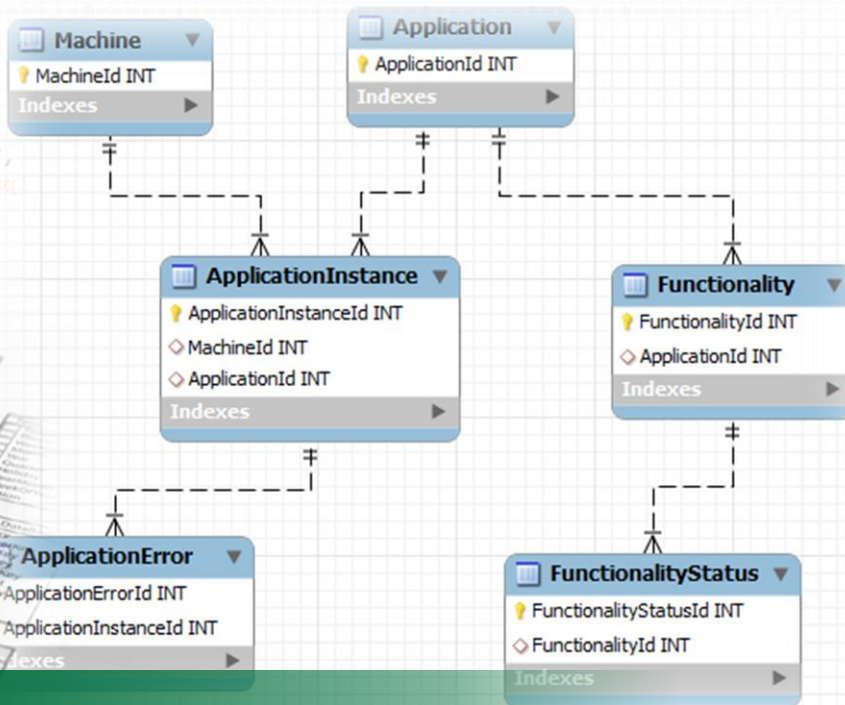 Machine
MachineId INT
Indexes
Application
ApplicationId INT
Indexes
ApplicationInstance
ApplicationInstanceId INT
MachineId INT
ApplicationId INT
Indexes
Functionality
FunctionalityId INT
ApplicationId INT
Indexes
ApplicationError
ApplicationErrorId INT
ApplicationInstanceId INT
dexes
FunctionalityStatus
FunctionalityStatusId INT
FunctionalityId INT
Indexes